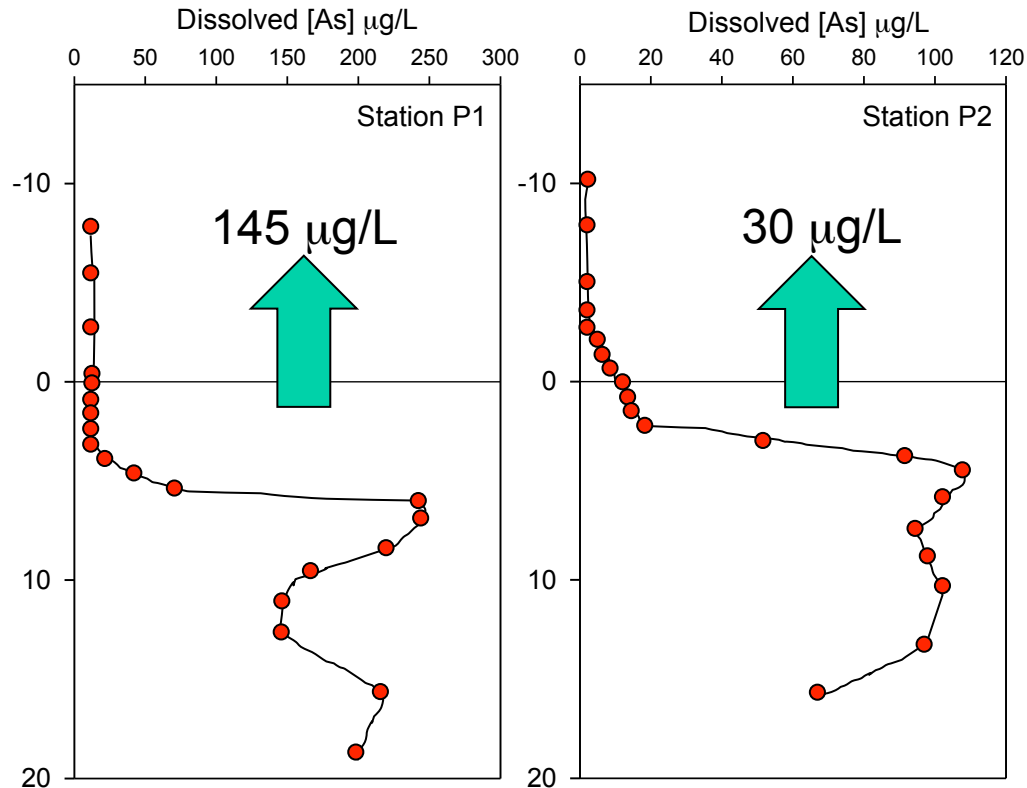 Dissolved [As] μg/L
0 50 100 150 200 250 300
Station P1
-10
0
10
20
145 μg/L
Dissolved [As] μg/L
0 20 40 60 80 100 120
Station P2
-10
0
10
20
30 μg/L